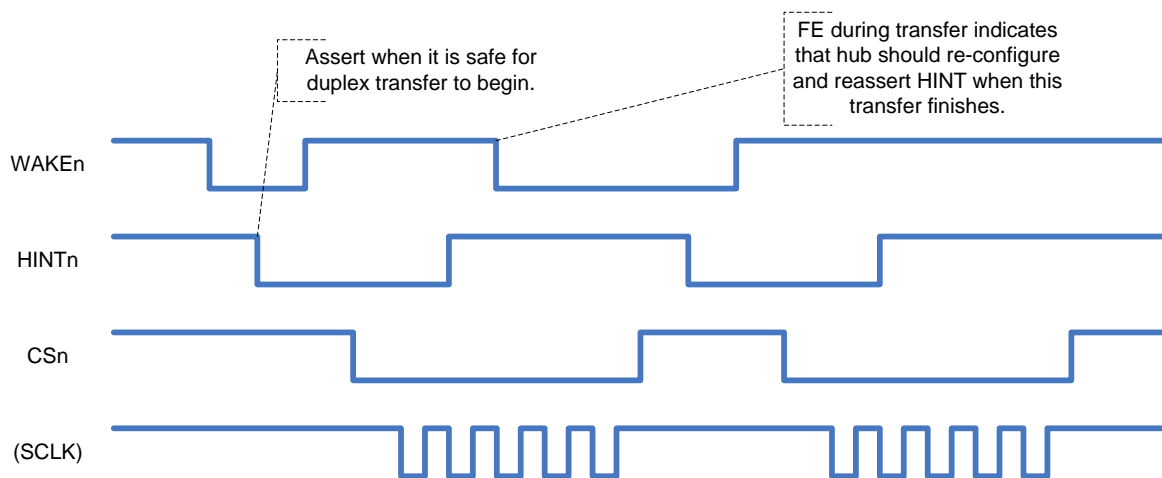 Assert when it is safe for
duplex transfer to begin.
FE during transfer indicates
that hub should re-configure
and reassert HINT when this
transfer finishes.
WAKEn
HINTn
CSn
(SCLK)